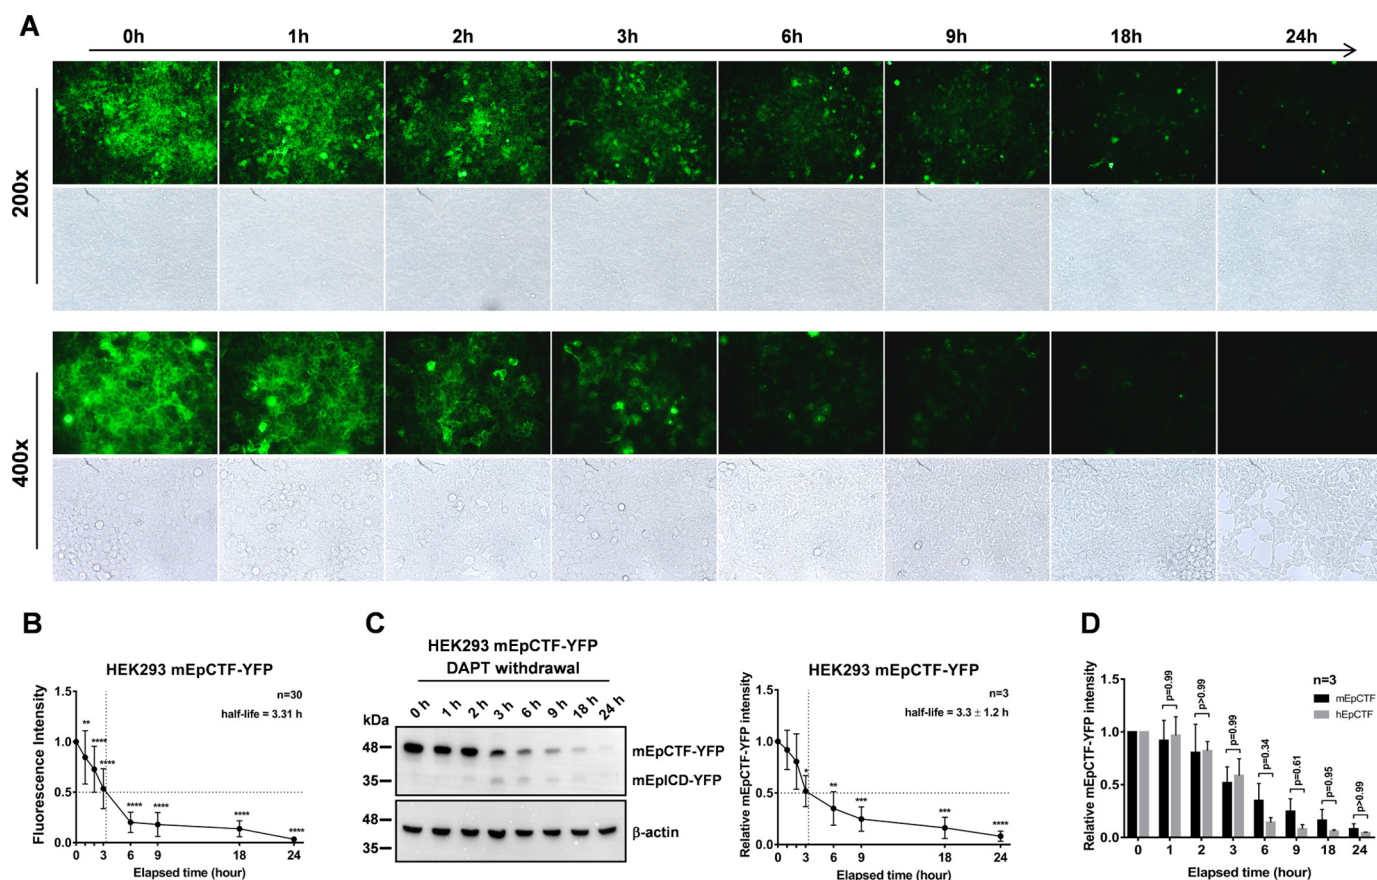 A
0h 1h 2h 3h 6h 9h 18h 24h
200x
400x
B
HEK293 mEpCTF-YFP
n=30
half-life = 3.31 h
Fluorescence Intensity
1.5
1.0
0.5
0.0
**
****
****
****
****
****
****
0 3 6 9 18 24
Elapsed time (hour)
C
HEK293 mEpCTF-YFP
DAPT withdrawal
0 h 1 h 2 h 3 h 6 h 9 h 18 h 24 h
kDa
48
35
mEpCTF-YFP
mEpICD-YFP
48
35
β-actin
HEK293 mEpCTF-YFP
n=3
half-life = 3.3 ± 1.2 h
Relative mEpCTF-YFP intensity
1.5
1.0
0.5
0.0
*
**
***
***
****
0 3 6 9 18 24
Elapsed time (hour)
D
n=3
mEpCTF
hEpCTF
Relative mEpCTF-YFP intensity
1.5
1.0
0.5
0.0
p=0.99
p>0.99
p=0.99
p=0.34
p=0.61
p=0.95
p>0.99
0 1 2 3 6 9 18 24
Elapsed time (hour)